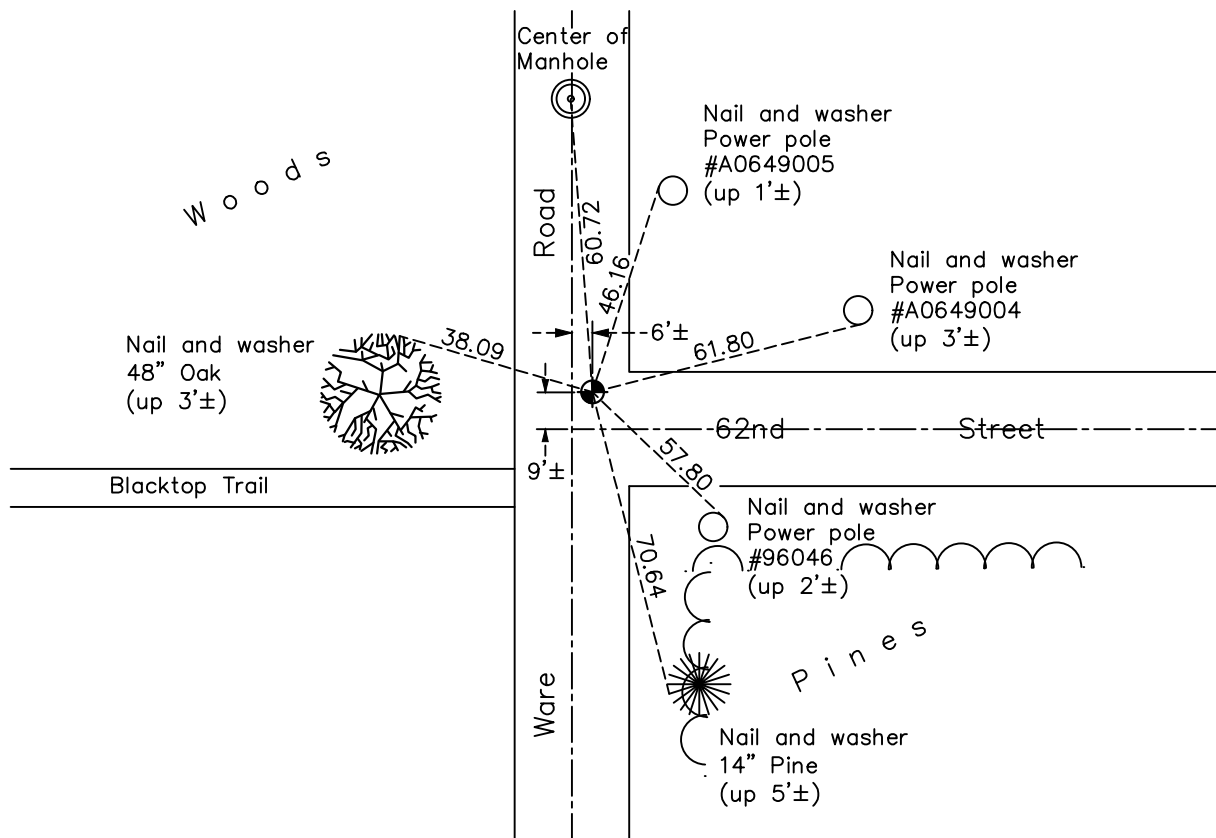 Center of
Manhole
Nail and washer
Power pole
#A0649005
(up 1'±)
Woods
Road
60.72
46.16
Nail and washer
Power pole
#A0649004
(up 3'±)
Nail and washer
48" Oak
(up 3'±)
38.09
6'±
61.80
62nd Street
9'±
57.80
Blacktop Trail
Nail and washer
Power pole
#96046
(up 2'±)
70.64
Pines
Ware
Nail and washer
14" Pine
(up 5'±)